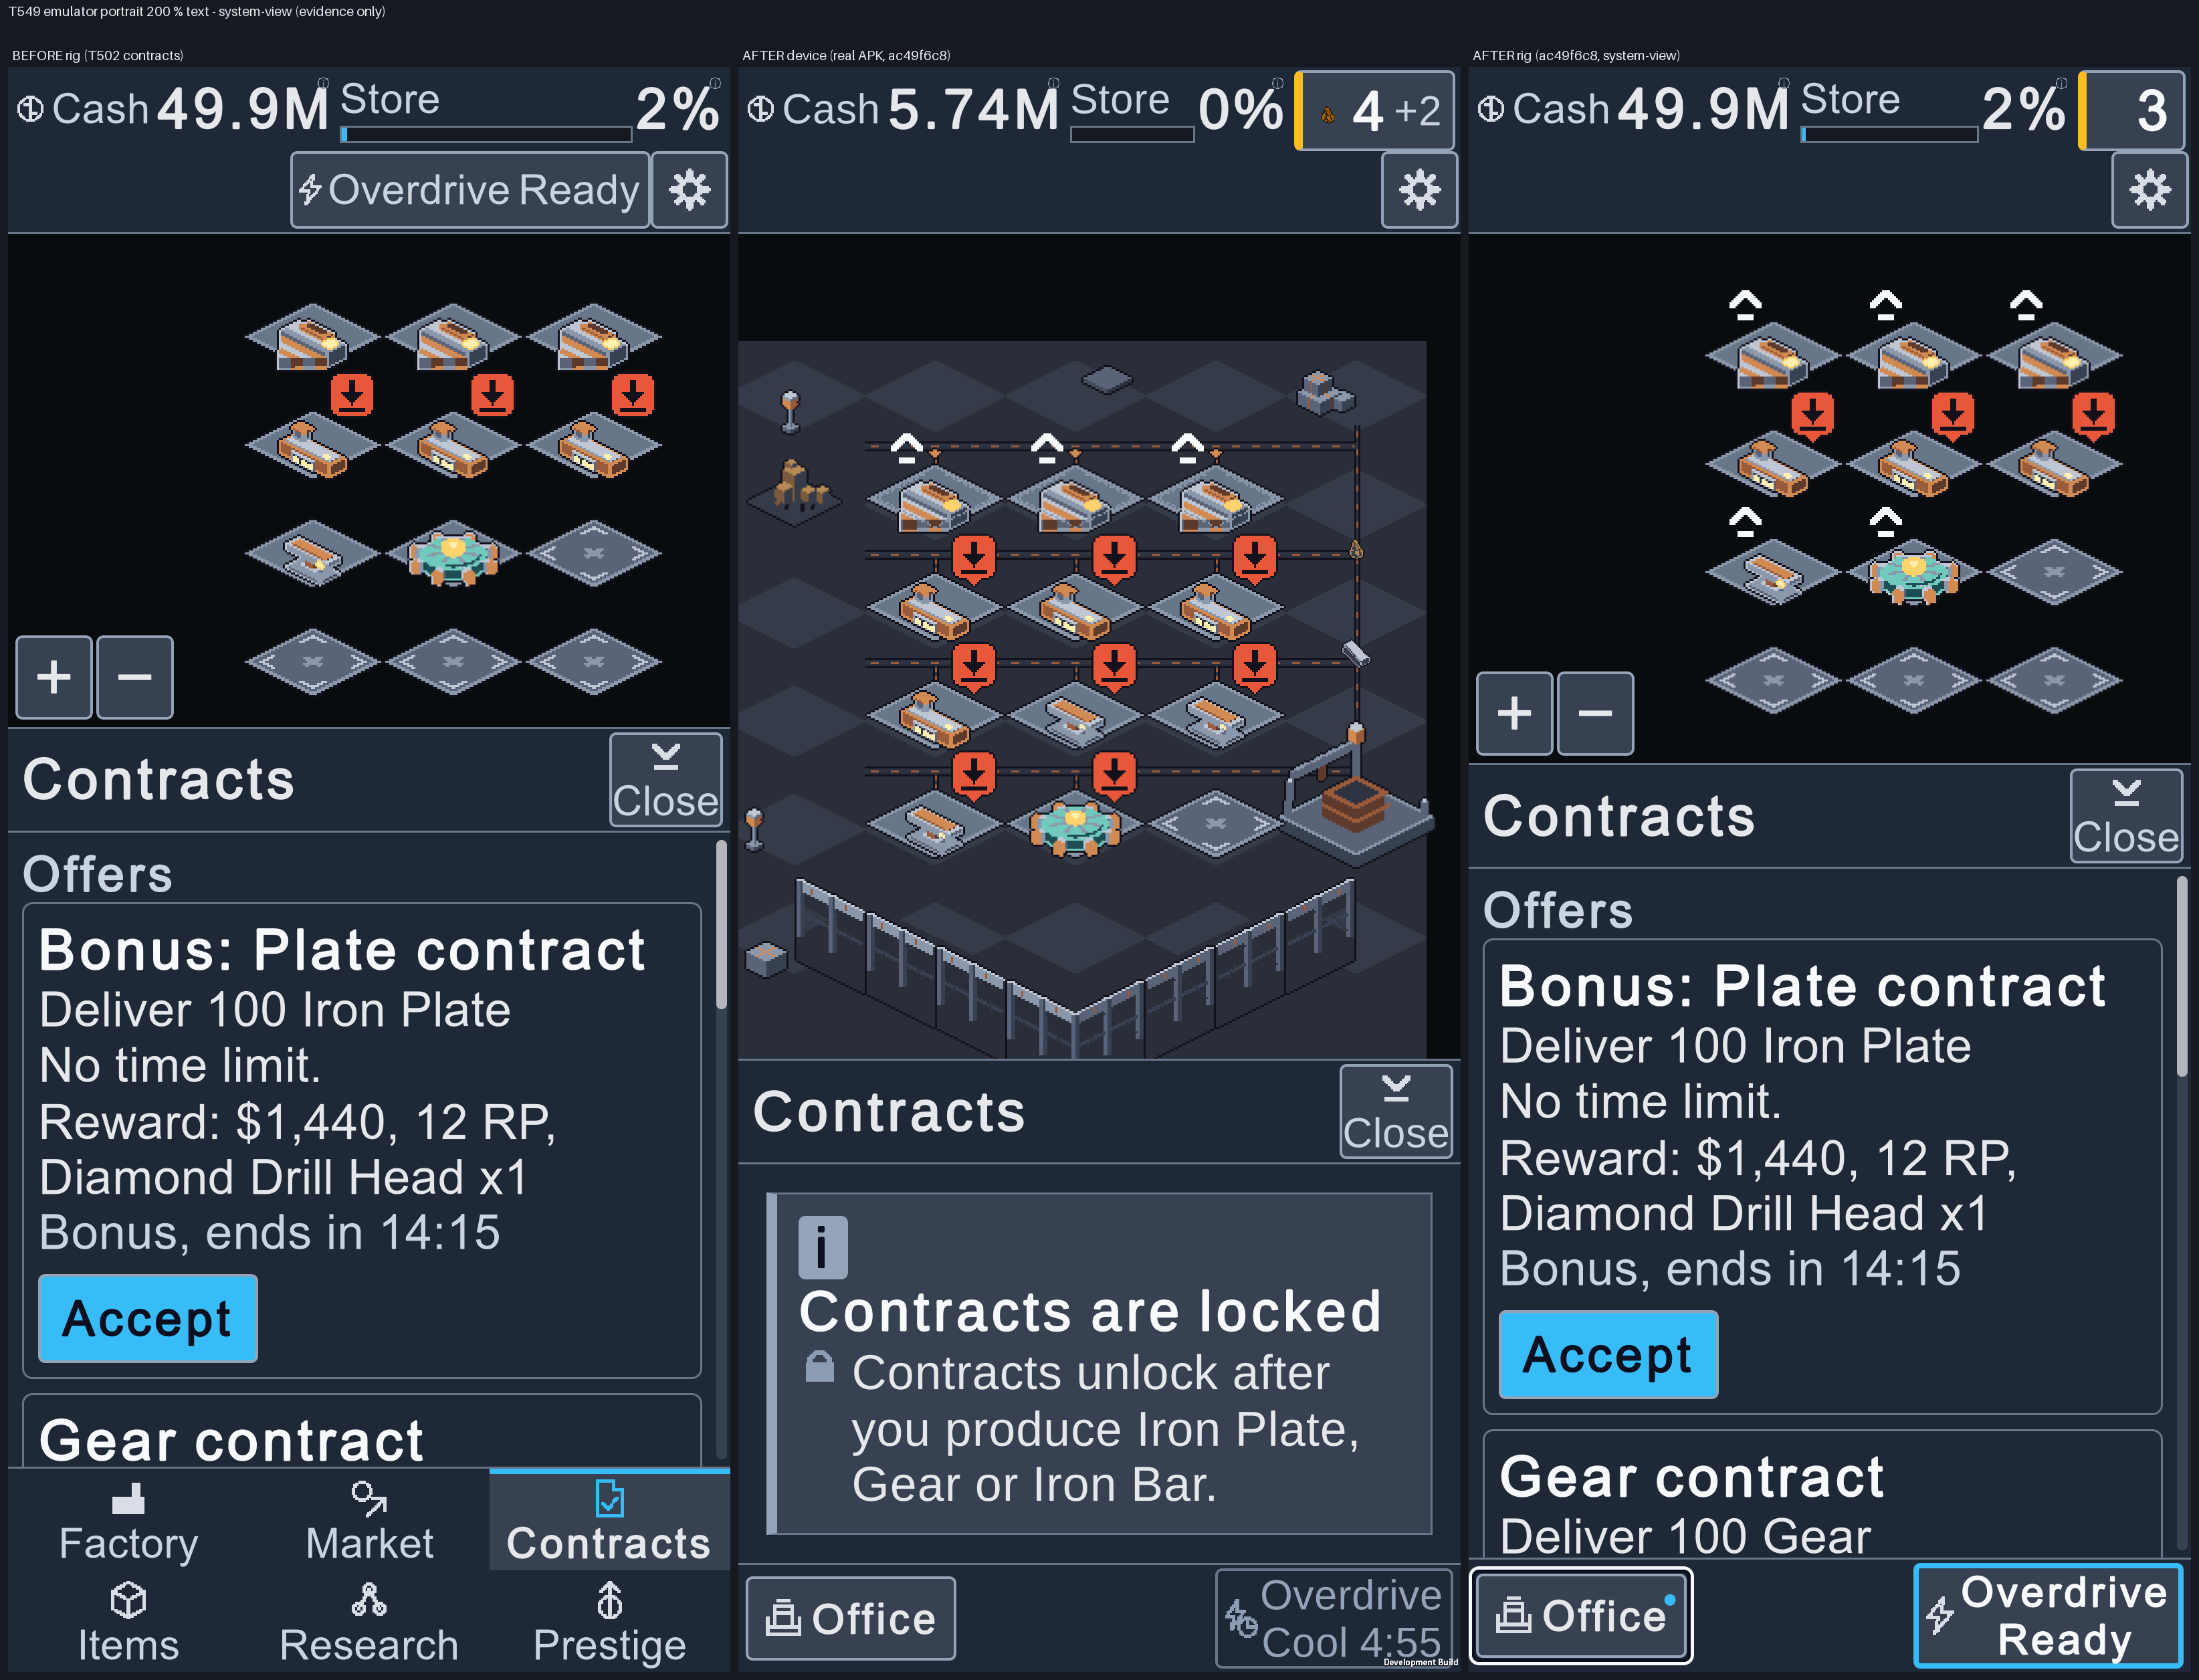 T549 emulator portrait 200 % text - system-view (evidence only)
BEFORE rig (T502 contracts)
Cash 49.9M Store 2%
Overdrive Ready
+ −
Contracts
Close
Offers
Bonus: Plate contract
Deliver 100 Iron Plate
No time limit.
Reward: $1,440, 12 RP,
Diamond Drill Head x1
Bonus, ends in 14:15
Accept
Gear contract
Factory Market Contracts
Items Research Prestige
AFTER device (real APK, ac49f6c8)
Cash 5.74M Store 0% 4 +2
Contracts
Close
i
Contracts are locked
Contracts unlock after
you produce Iron Plate,
Gear or Iron Bar.
Office
Overdrive
Cool 4:55
Development Build
AFTER rig (ac49f6c8, system-view)
Cash 49.9M Store 2% 3
+ −
Contracts
Close
Offers
Bonus: Plate contract
Deliver 100 Iron Plate
No time limit.
Reward: $1,440, 12 RP,
Diamond Drill Head x1
Bonus, ends in 14:15
Accept
Gear contract
Deliver 100 Gear
Office
Overdrive
Ready